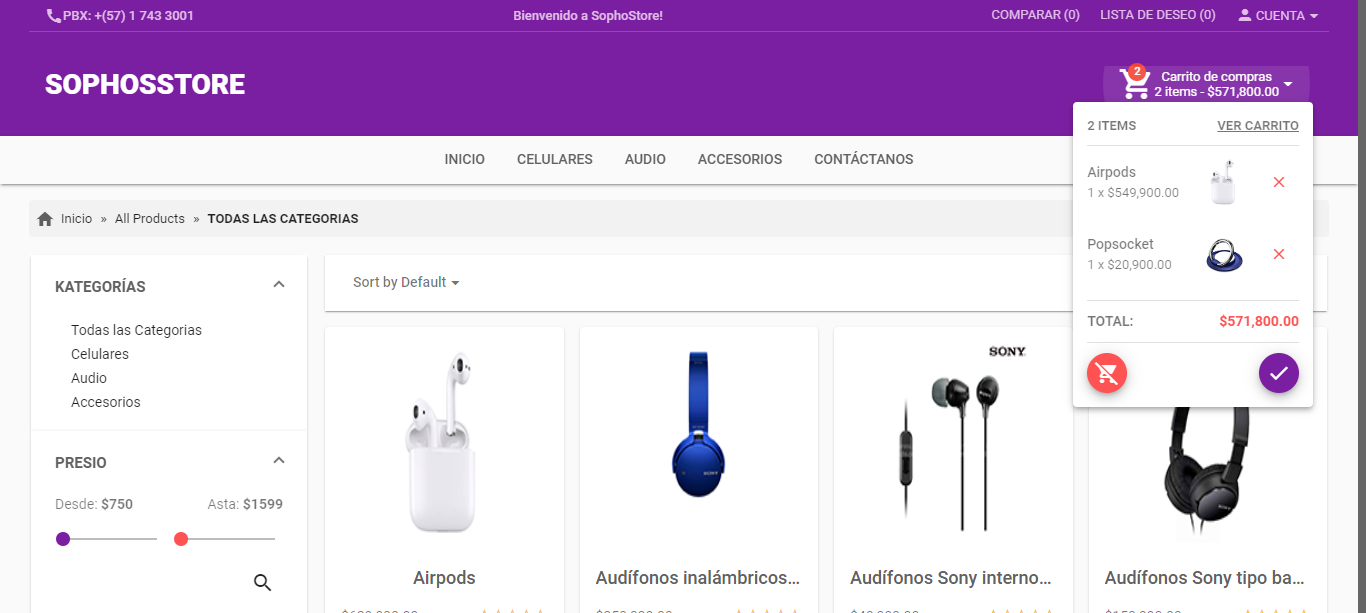 PBX: +(57) 1 743 3001
Bienvenido a SophoStore!
COMPARAR (0)
LISTA DE DESEO (0)
CUENTA
SOPHOSSTORE
2
Carrito de compras
2 items - $571,800.00
2 ITEMS
VER CARRITO
Airpods
1 x $549,900.00
Popsocket
1 x $20,900.00
TOTAL:
$571,800.00
INICIO
CELULARES
AUDIO
ACCESORIOS
CONTÁCTANOS
Inicio » All Products » TODAS LAS CATEGORIAS
KATEGORÍAS
Todas las Categorias
Celulares
Audio
Accesorios
PRESIO
Desde: $750
Asta: $1599
Sort by Default
SONY
Airpods
Audífonos inalámbricos...
Audífonos Sony interno...
Audífonos Sony tipo ba...